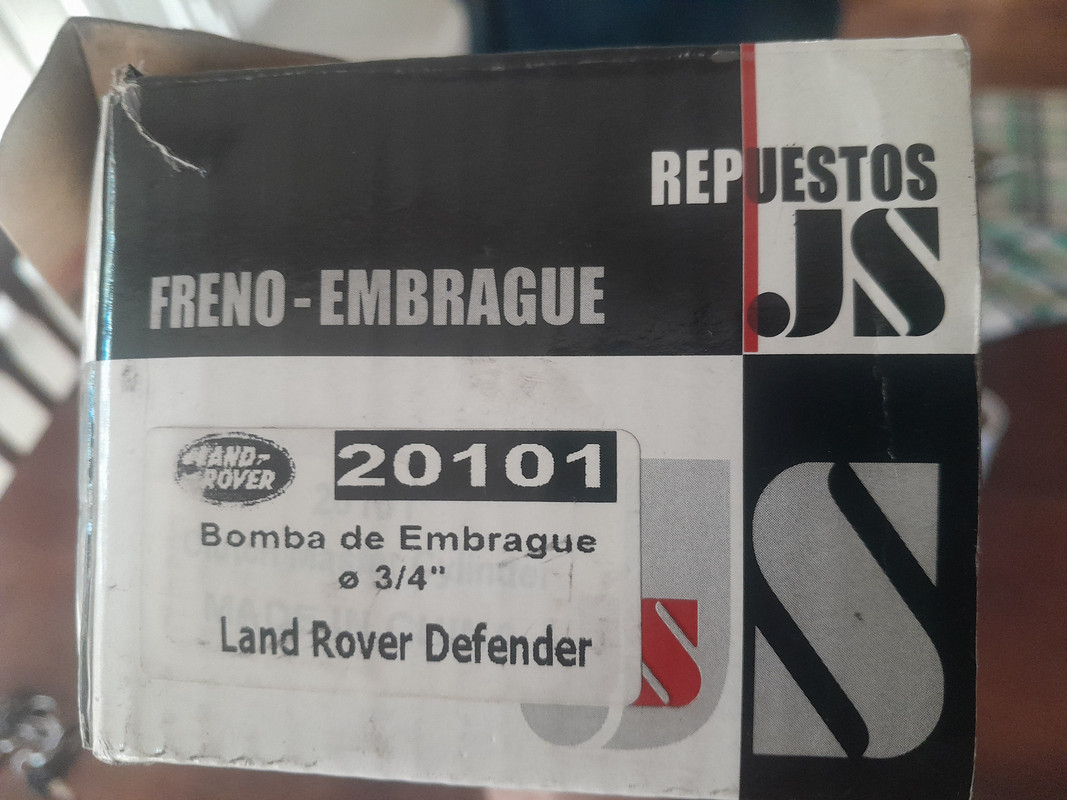 REPUESTOS
JS
FRENO - EMBRAGUE
LAND-
ROVER
20101
Bomba de Embrague
ø 3/4"
Land Rover Defender
S
S